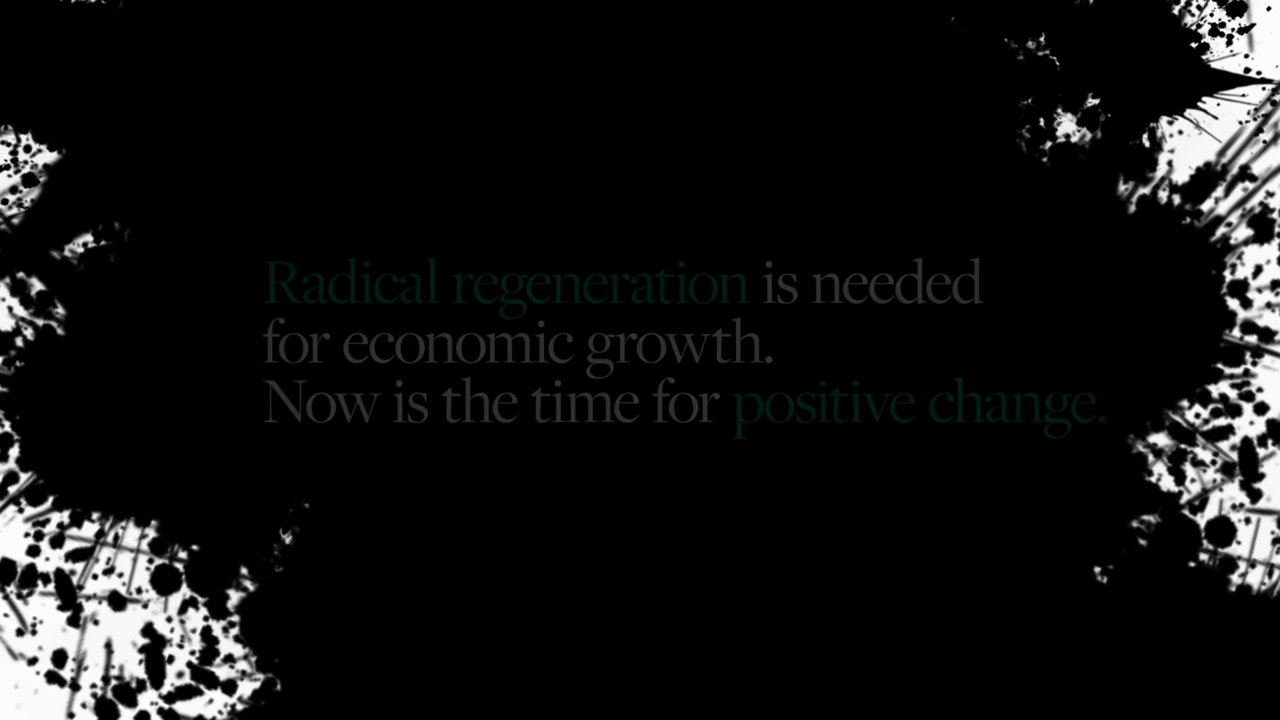 Radical regeneration is needed
for economic growth.
Now is the time for positive change.